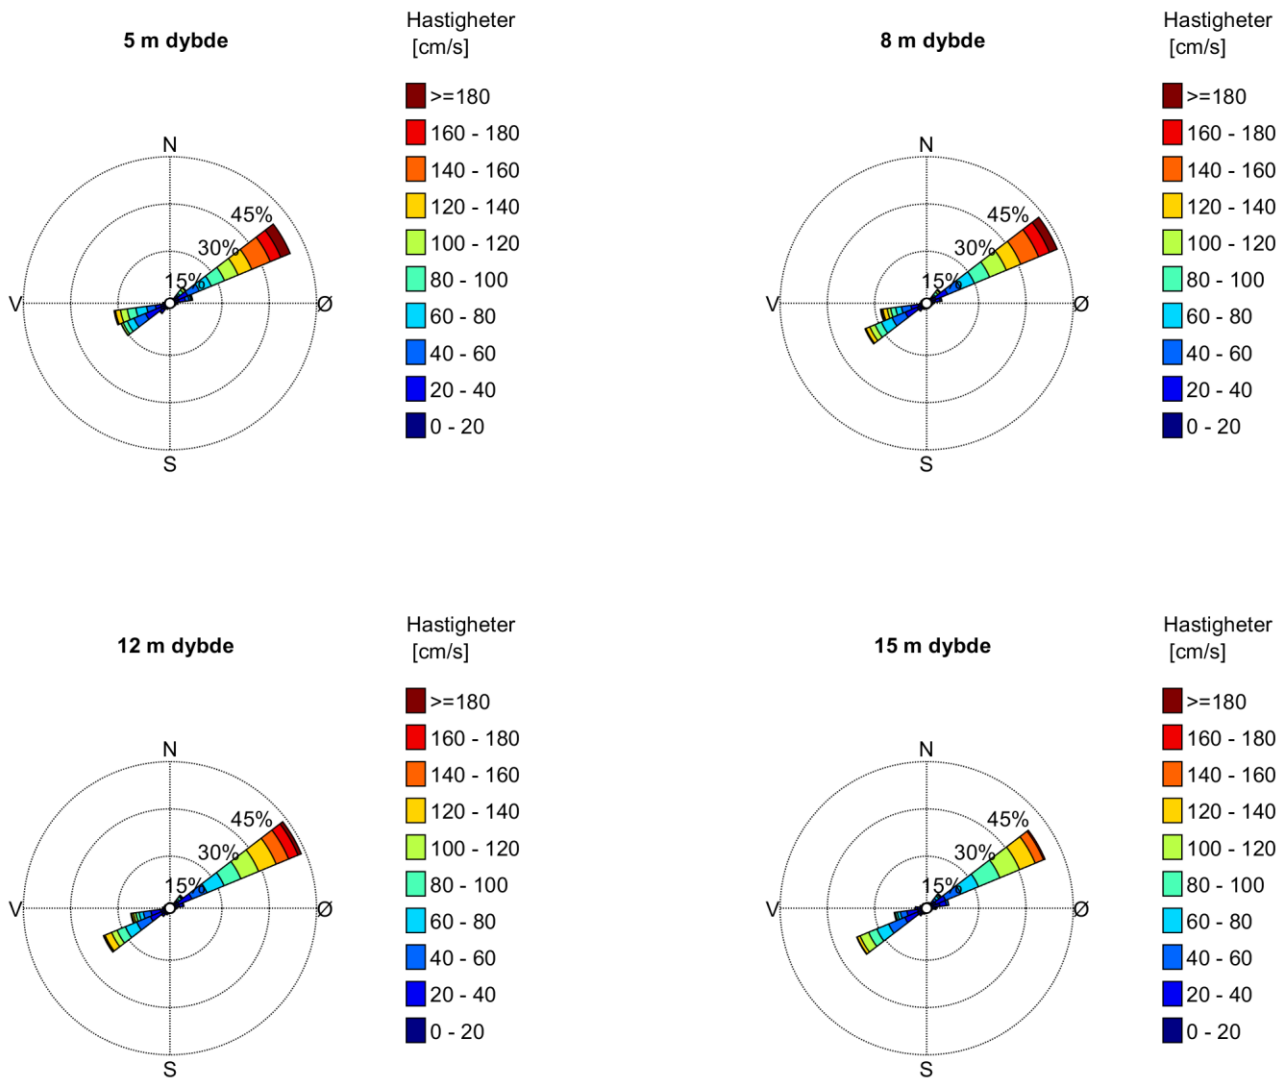 5 m dybde
Hastigheter
[cm/s]
>=180
160 - 180
140 - 160
120 - 140
100 - 120
80 - 100
60 - 80
40 - 60
20 - 40
0 - 20
N
45%
30%
15%
V
Ø
S
8 m dybde
Hastigheter
[cm/s]
>=180
160 - 180
140 - 160
120 - 140
100 - 120
80 - 100
60 - 80
40 - 60
20 - 40
0 - 20
N
45%
30%
15%
V
Ø
S
12 m dybde
Hastigheter
[cm/s]
>=180
160 - 180
140 - 160
120 - 140
100 - 120
80 - 100
60 - 80
40 - 60
20 - 40
0 - 20
N
45%
30%
15%
V
Ø
S
15 m dybde
Hastigheter
[cm/s]
>=180
160 - 180
140 - 160
120 - 140
100 - 120
80 - 100
60 - 80
40 - 60
20 - 40
0 - 20
N
45%
30%
15%
V
Ø
S